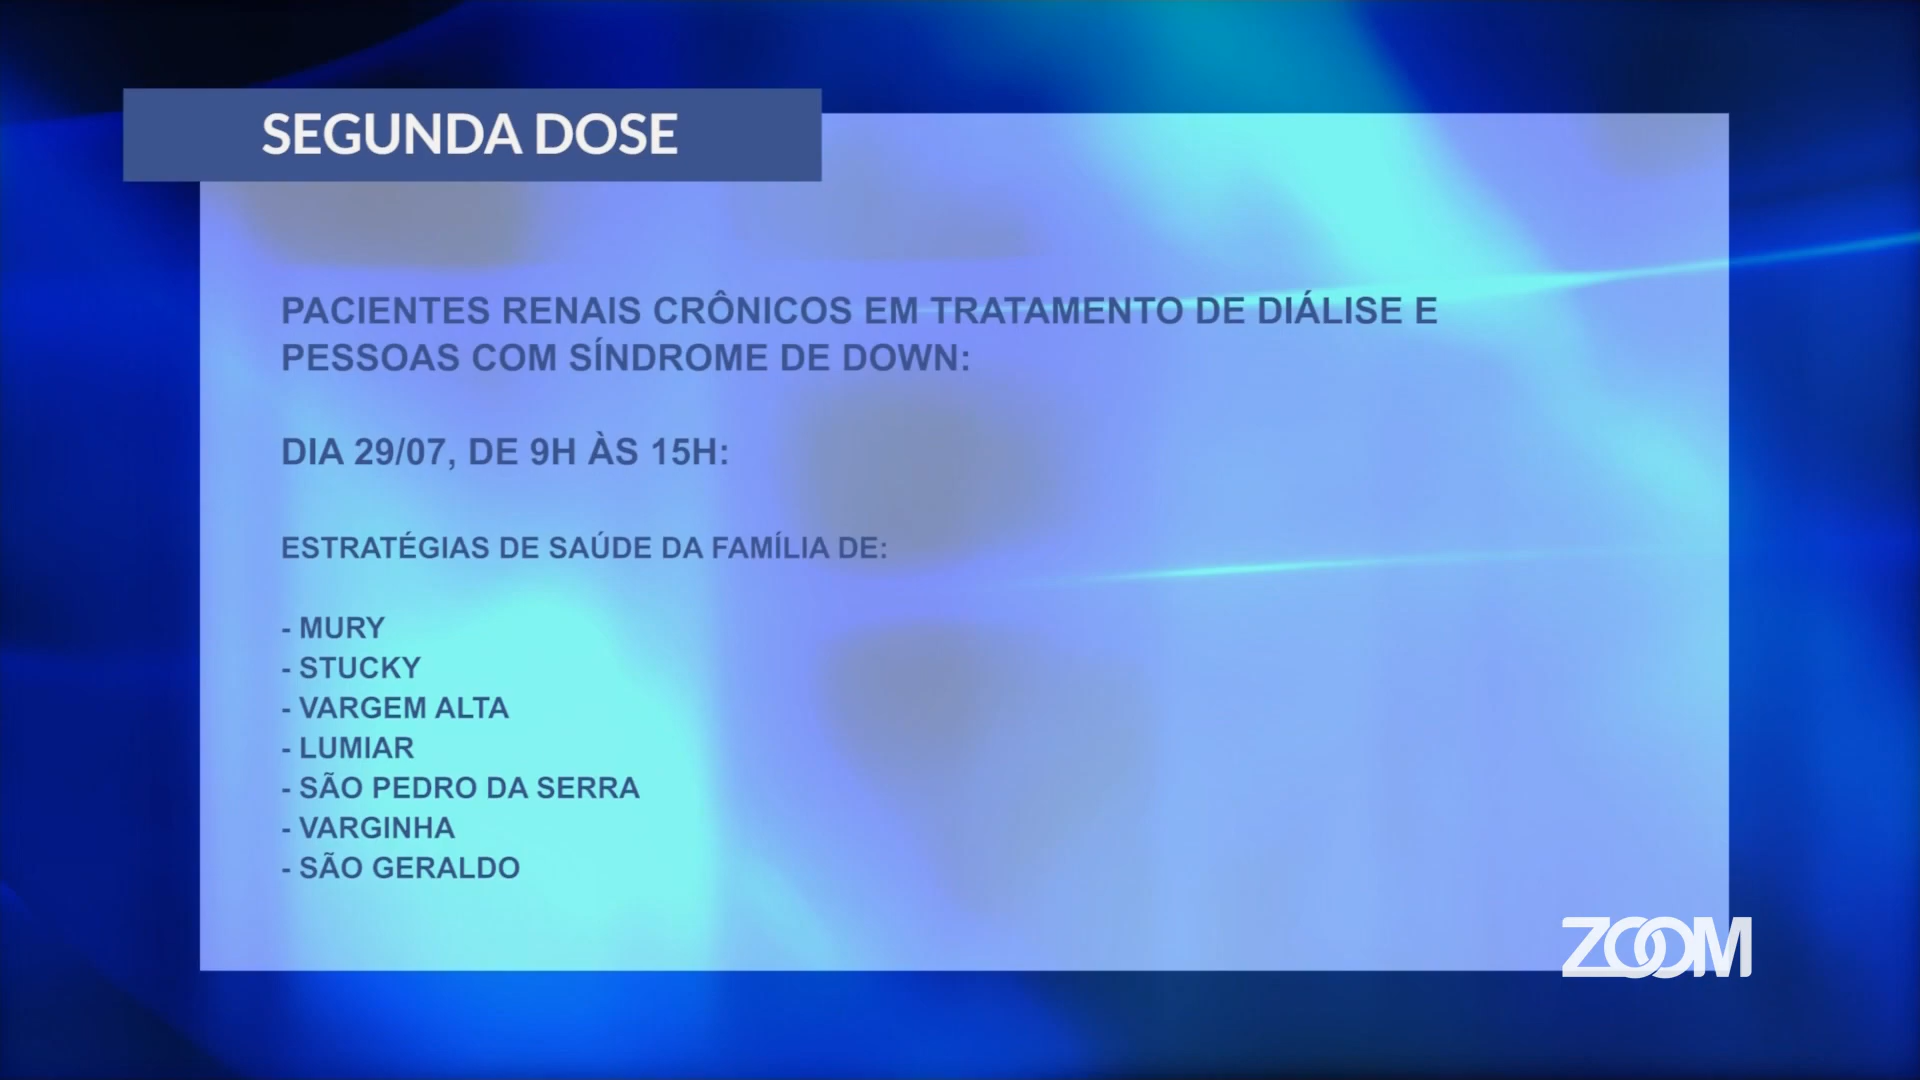 SEGUNDA DOSE
PACIENTES RENAIS CRÔNICOS EM TRATAMENTO DE DIÁLISE E
PESSOAS COM SÍNDROME DE DOWN:
DIA 29/07, DE 9H ÀS 15H:
ESTRATÉGIAS DE SAÚDE DA FAMÍLIA DE:
- MURY
- STUCKY
- VARGEM ALTA
- LUMIAR
- SÃO PEDRO DA SERRA
- VARGINHA
- SÃO GERALDO
ZOOM